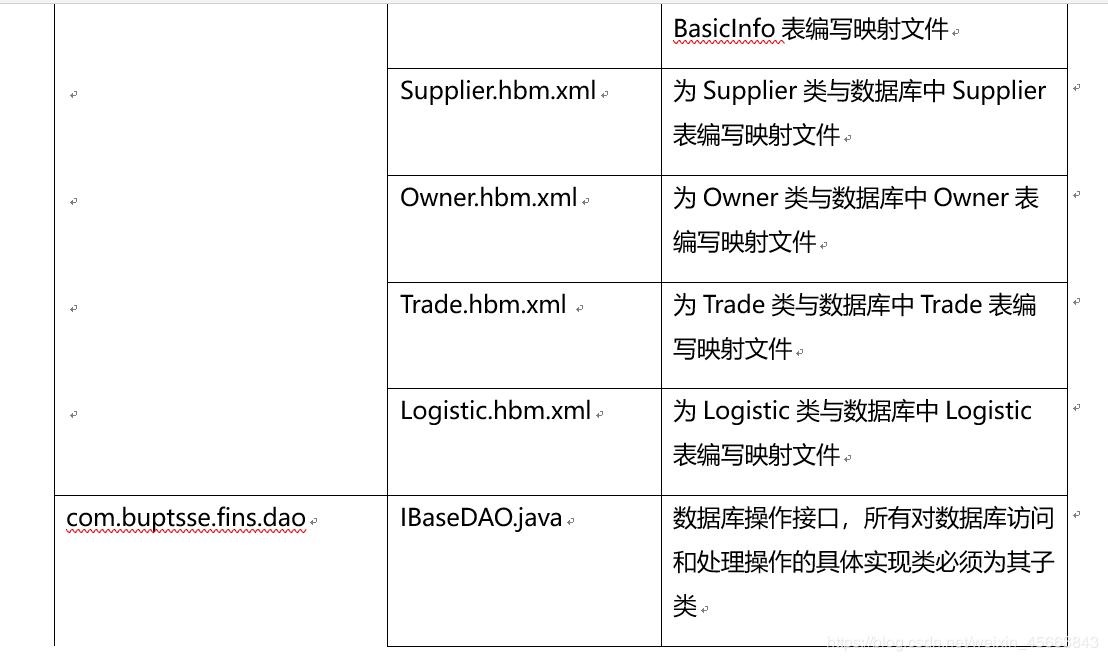 BasicInfo 表编写映射文件
Supplier.hbm.xml
为 Supplier 类与数据库中 Supplier
表编写映射文件
Owner.hbm.xml
为 Owner 类与数据库中 Owner 表
编写映射文件
Trade.hbm.xml
为 Trade 类与数据库中 Trade 表编
写映射文件
Logistic.hbm.xml
为 Logistic 类与数据库中 Logistic
表编写映射文件
com.buptsse.fins.dao
IBaseDAO.java
数据库操作接口，所有对数据库访问
和处理操作的具体实现类必须为其子
类